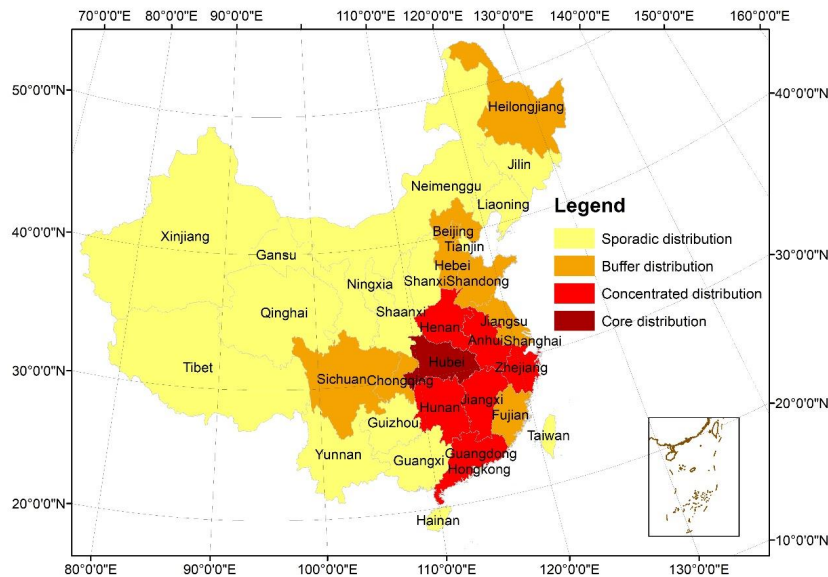 70°0'0"E 80°0'0"E 90°0'0"E 100°0'0"E 110°0'0"E 120°0'0"E 130°0'0"E 140°0'0"E 150°0'0"E 160°0'0"E
50°0'0"N
40°0'0"N
30°0'0"N
20°0'0"N
40°0'0"N
30°0'0"N
20°0'0"N
10°0'0"N
Heilongjiang
Jilin
Neimenggu
Liaoning
Xinjiang
Beijing
Tianjin
Gansu
Hebei
Ningxia
Shanxi
Shandong
Qinghai
Shaanxi
Henan
Jiangsu
Anhui
Shanghai
Tibet
Hubei
Zhejiang
Sichuan
Chongqing
Hunan
Jiangxi
Fujian
Guizhou
Taiwan
Yunnan
Guangxi
Guangdong
Hongkong
Hainan
Legend
Sporadic distribution
Buffer distribution
Concentrated distribution
Core distribution
80°0'0"E 90°0'0"E 100°0'0"E 110°0'0"E 120°0'0"E 130°0'0"E